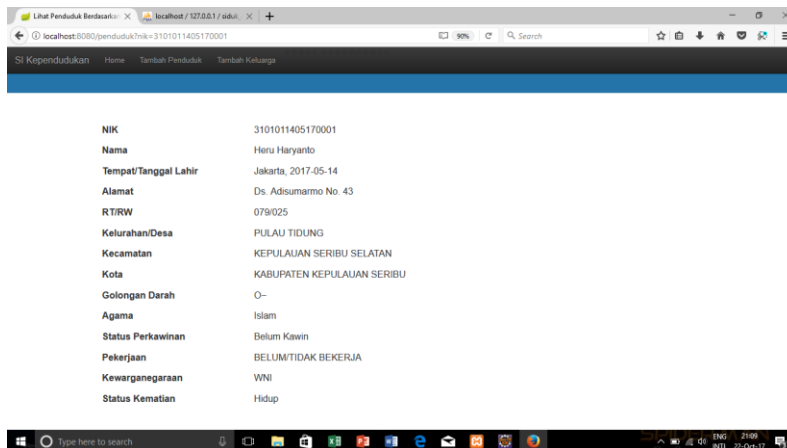 Lihat Penduduk Berdasarkan
localhost / 127.0.0.1 / siduk
localhost:8080/penduduk?nik=3101011405170001
90%
Search
SI Kependudukan Home Tambah Penduduk Tambah Keluarga
NIK 3101011405170001
Nama Heru Haryanto
Tempat/Tanggal Lahir Jakarta, 2017-05-14
Alamat Ds. Adisumarmo No. 43
RT/RW 079/025
Kelurahan/Desa PULAU TIDUNG
Kecamatan KEPULAUAN SERIBU SELATAN
Kota KABUPATEN KEPULAUAN SERIBU
Golongan Darah O−
Agama Islam
Status Perkawinan Belum Kawin
Pekerjaan BELUM/TIDAK BEKERJA
Kewarganegaraan WNI
Status Kematian Hidup
Type here to search
ENG 21:09
INTL 22-Oct-17